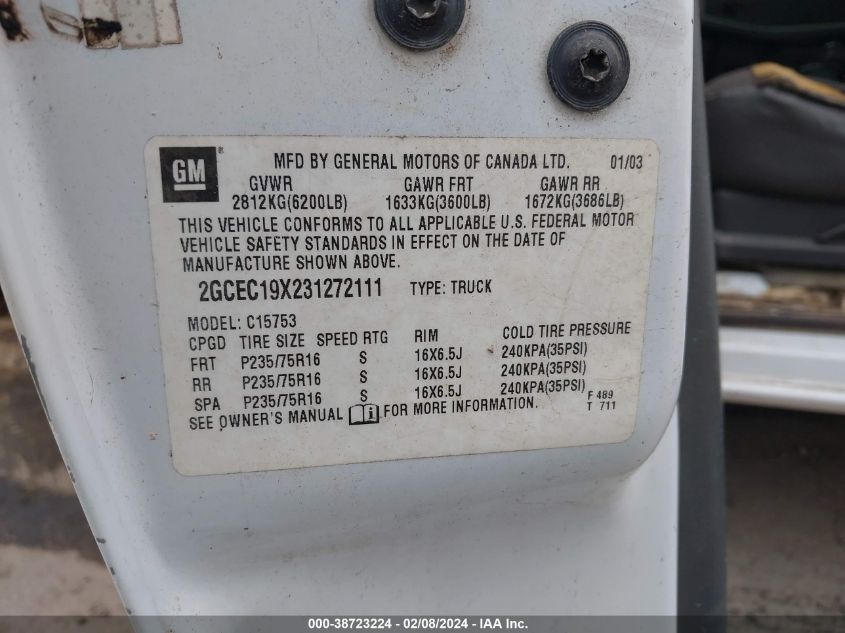 GM ® MFD BY GENERAL MOTORS OF CANADA LTD. 01/03
GVWR GAWR FRT GAWR RR
2812KG(6200LB) 1633KG(3600LB) 1672KG(3686LB)
THIS VEHICLE CONFORMS TO ALL APPLICABLE U.S. FEDERAL MOTOR
VEHICLE SAFETY STANDARDS IN EFFECT ON THE DATE OF
MANUFACTURE SHOWN ABOVE.
2GCEC19X231272111 TYPE: TRUCK
MODEL: C15753
CPGD TIRE SIZE SPEED RTG RIM COLD TIRE PRESSURE
FRT P235/75R16 S 16X6.5J 240KPA(35PSI)
RR P235/75R16 S 16X6.5J 240KPA(35PSI)
SPA P235/75R16 S 16X6.5J 240KPA(35PSI)
SEE OWNER'S MANUAL i FOR MORE INFORMATION. F 489
T 711
000-38723224 - 02/08/2024 - IAA Inc.